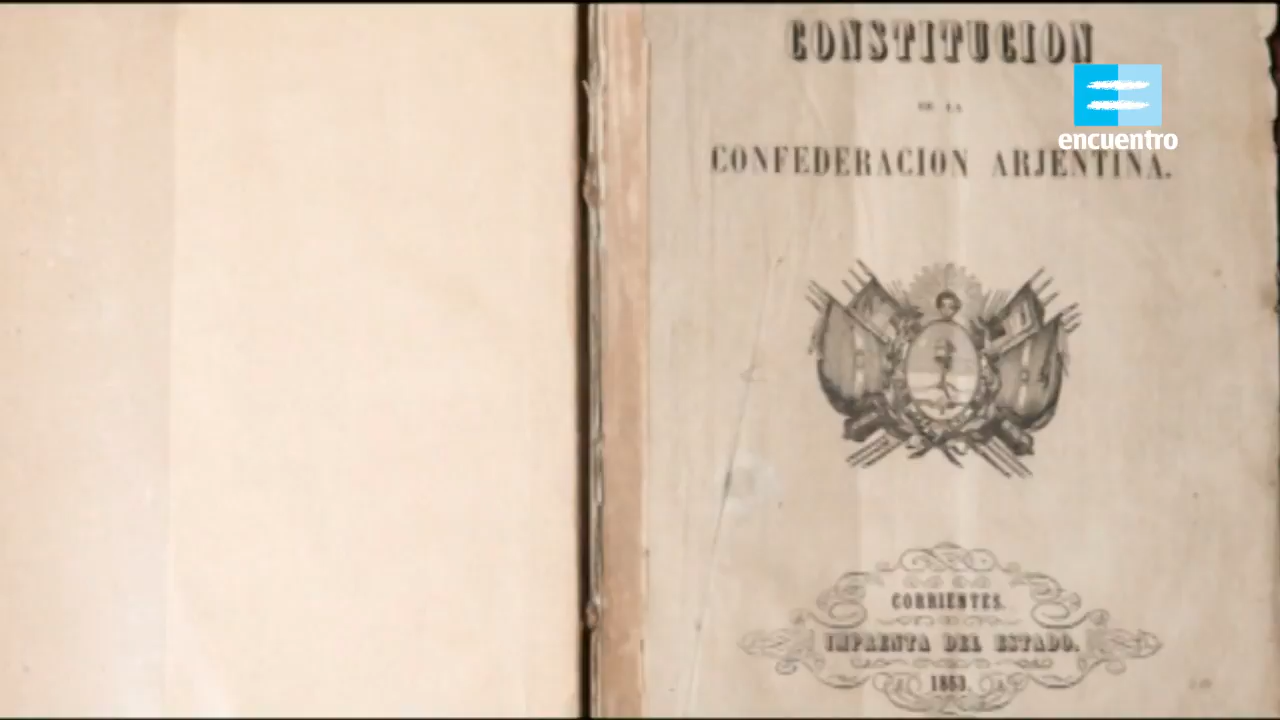 CONSTITUCION
DE LA
CONFEDERACION ARJENTINA.
encuentro
CORRIENTES.
IMPRENTA DEL ESTADO.
1853.